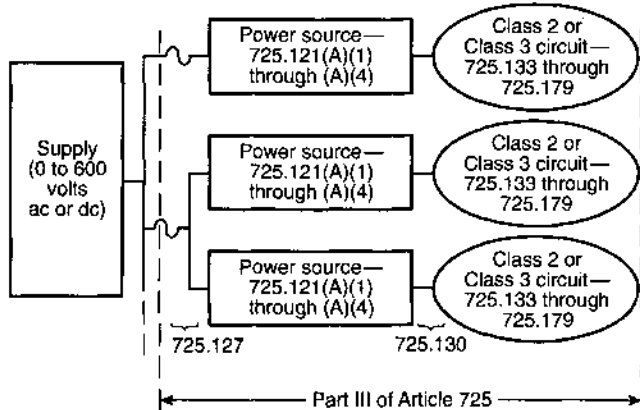 Supply
(0 to 600
volts
ac or dc)
Power source—
725.121(A)(1)
through (A)(4)
Class 2 or
Class 3 circuit—
725.133 through
725.179
Power source—
725.121(A)(1)
through (A)(4)
Class 2 or
Class 3 circuit—
725.133 through
725.179
Power source—
725.121(A)(1)
through (A)(4)
Class 2 or
Class 3 circuit—
725.133 through
725.179
725.127
725.130
Part III of Article 725